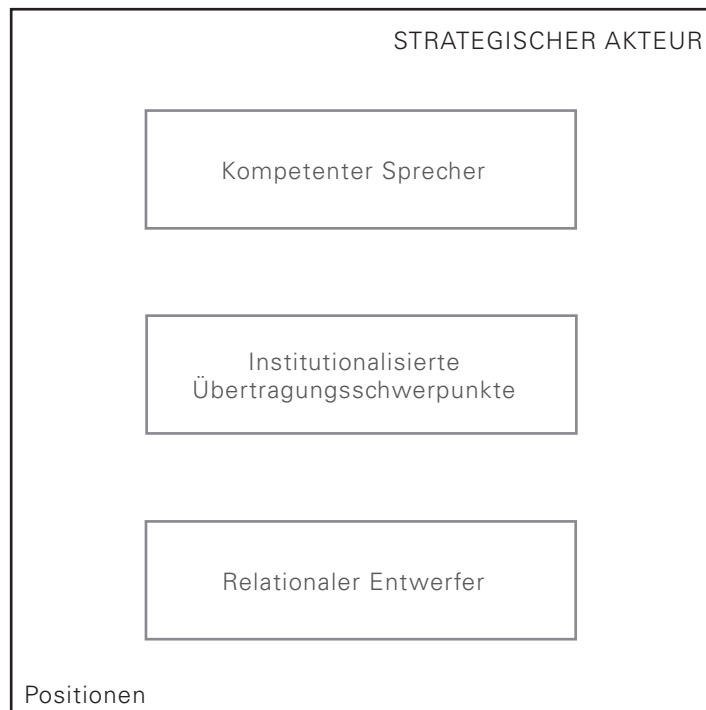 STRATEGISCHER AKTEUR
Kompetenter Sprecher
Institutionalisierte
Übertragungsschwerpunkte
Relationaler Entwerfer
Positionen